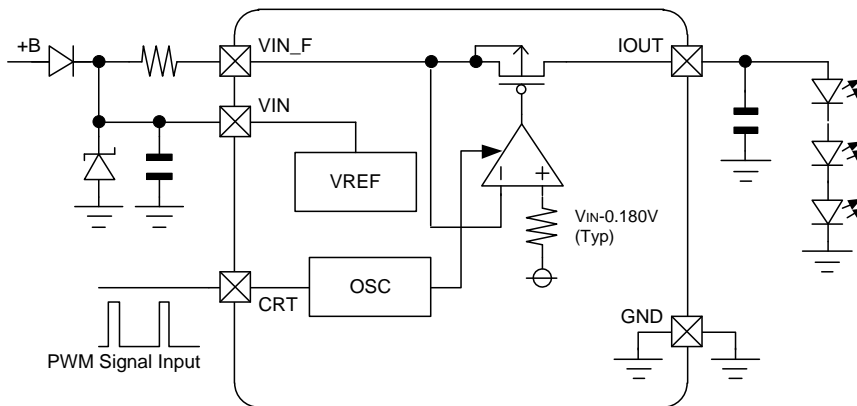 +B
VIN_F
IOUT
VIN
VREF
VIN-0.180V
(Typ)
OSC
CRT
GND
PWM Signal Input